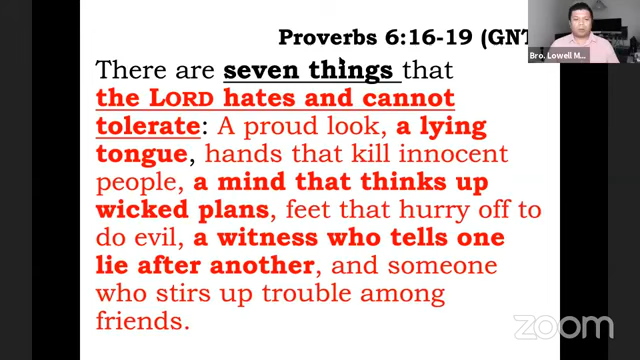 Proverbs 6:16-19 (GNT
Bro. Lowell M...
There are seven things that
the LORD hates and cannot
tolerate: A proud look, a lying
tongue, hands that kill innocent
people, a mind that thinks up
wicked plans, feet that hurry off to
do evil, a witness who tells one
lie after another, and someone
who stirs up trouble among
friends.
zoom